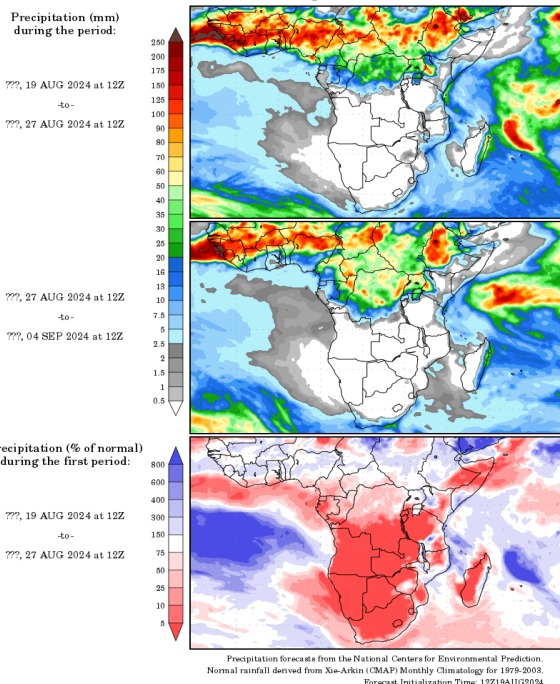 Precipitation (mm)
during the period:
250
200
175
150
125
100
90
80
70
60
50
40
35
30
25
20
16
13
10
7.5
5
2.5
2
1.5
1
0.5
???, 19 AUG 2024 at 12Z
-to-
???, 27 AUG 2024 at 12Z
???, 27 AUG 2024 at 12Z
-to-
???, 04 SEP 2024 at 12Z
recipitation (% of normal)
during the first period:
800
600
400
300
150
75
50
25
10
5
???, 19 AUG 2024 at 12Z
-to-
???, 27 AUG 2024 at 12Z
Precipitation forecasts from the National Centers for Environmental Prediction.
Normal rainfall derived from Xie-Arkin (CMAP) Monthly Climatology for 1979-2003.
Forecast Initialization Time: 12Z19AUG2024